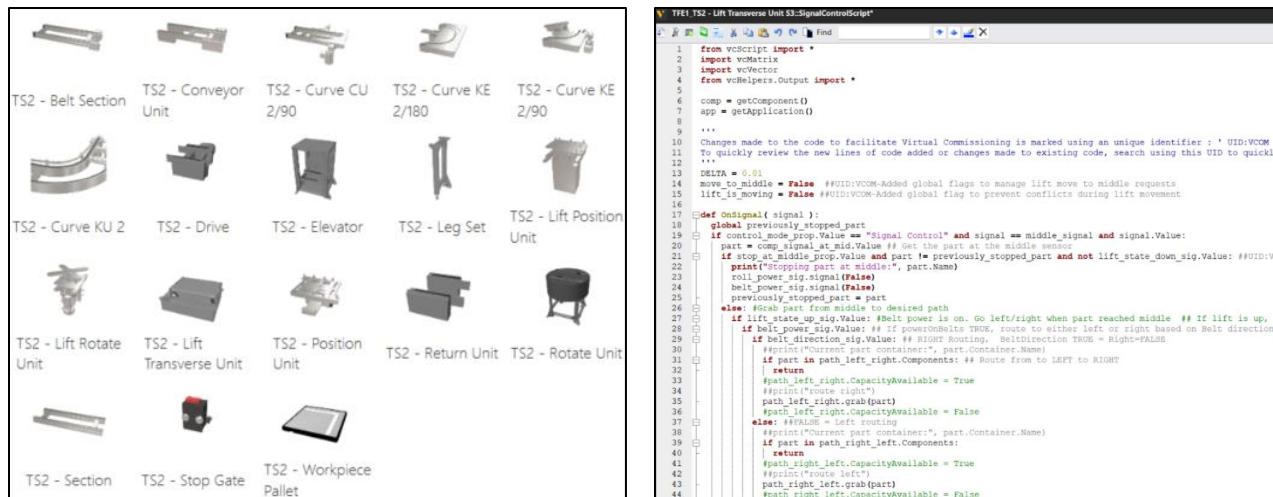 TS2 - Belt Section
TS2 - Conveyor
Unit
TS2 - Curve CU
2/90
TS2 - Curve KE
2/180
TS2 - Curve KE
2/90
TS2 - Curve KU 2
TS2 - Drive
TS2 - Elevator
TS2 - Leg Set
TS2 - Lift Position
Unit
TS2 - Lift Rotate
Unit
TS2 - Lift
Transverse Unit
TS2 - Position
Unit
TS2 - Return Unit
TS2 - Rotate Unit
TS2 - Section
TS2 - Stop Gate
TS2 - Workpiece
Pallet
TFE1_TS2 - Lift Transverse Unit S3::SignalControlScript*
Find
1 from vcScript import *
2 import vcMatrix
3 import vcVector
4 from vcHelpers.Output import *
5
6 comp = getComponent()
7 app = getApplication()
8
9 '''
10 Changes made to the code to facilitate Virtual Commissioning is marked using an unique identifier : ' UID:VCOM
11 To quickly review the new lines of code added or changes made to existing code, search using this UID to quickl
12 '''
13 DELTA = 0.01
14 move_to_middle = False ##UID:VCOM-Added global flags to manage lift move to middle requests
15 lift_is_moving = False ##UID:VCOM-Added global flag to prevent conflicts during lift movement
16
17 def OnSignal( signal ):
18 global previously_stopped_part
19 if control_mode_prop.Value == "Signal Control" and signal == middle_signal and signal.Value:
20 part = comp_signal_at_mid.Value ## Get the part at the middle sensor
21 if stop_at_middle_prop.Value and part != previously_stopped_part and not lift_state_down_sig.Value: ##UID:V
22 print("Stopping part at middle:", part.Name)
23 roll_power_sig.signal(False)
24 belt_power_sig.signal(False)
25 previously_stopped_part = part
26 else: #Grab part from middle to desired path
27 if lift_state_up_sig.Value: #Belt power is on. Go left/right when part reached middle ## If lift is up,
28 if belt_power_sig.Value: ## If powerOnBelts TRUE, route to either left or right based on Belt direction
29 if belt_direction_sig.Value: ## RIGHT Routing, BeltDirection TRUE = Right=FALSE
30 ##print("Current part container:", part.Container.Name)
31 if part in path_left_right.Components: ## Route from to LEFT to RIGHT
32 return
33 #path_left_right.CapacityAvailable = True
34 ##print("route right")
35 path_left_right.grab(part)
36 #path_left_right.CapacityAvailable = False
37 else: ##FALSE = Left routing
38 ##print("Current part container:", part.Container.Name)
39 if part in path_right_left.Components:
40 return
41 #path_right_left.CapacityAvailable = True
42 ##print("route left")
43 path_right_left.grab(part)
44 #path_right_left.CapacityAvailable = False